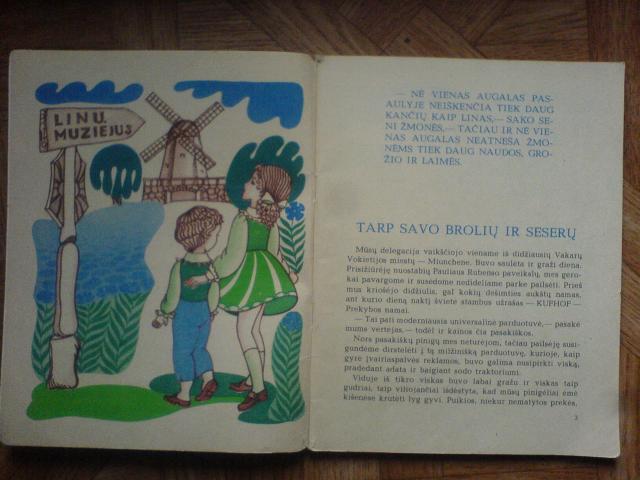 LINŲ
MUZIEJUS
— NĖ VIENAS AUGALAS PA-
SAULYJE NEIŠKENČIA TIEK DAUG
KANČIŲ KAIP LINAS,— SAKO SE-
NI ŽMONĖS,— TAČIAU IR NĖ VIE-
NAS AUGALAS NEATNEŠA ŽMO-
NĖMS TIEK DAUG NAUDOS, GRO-
ŽIO IR LAIMĖS.
TARP SAVO BROLIŲ IR SESERŲ
Mūsų delegacija vaikščiojo viename iš didžiausių Vakarų
Vokietijos miestų — Miunchene. Buvo saulėta ir graži diena.
Prisižiūrėję nuostabių Pauliaus Rubenso paveikslų, mes gero-
kai pavargome ir susėdome nedideliame parke pailsėti. Prieš
mus kriošėjo didžiulis, gal kokių dešimties aukštų namas,
ant kurio dieną naktį švietė stambus užrašas — KUPHOF —
Prekybos namai.
— Tai pati moderniausia universalinė parduotuvė,— pasakė
mums vertėjas,— todėl ir kainos čia pasakiškos.
Nors pasakiškų pinigų mes neturėjom, tačiau pailsėję susi-
gundėme dirstelėti į tą milžinišką parduotuvę, kurioje, kaip
gyrė įvairiaspalvės reklamos, buvo galima nusipirkti viską,
pradedant adata ir baigiant sodo traktoriumi.
Viduje iš tikro viskas buvo labai gražu ir viskas taip
gudriai, taip viliojančiai išdėstyta, kad mūsų pinigėliai ėmė
kišenėse krutėti lyg gyvi. Puikios, niekur nematytos prekės,
3